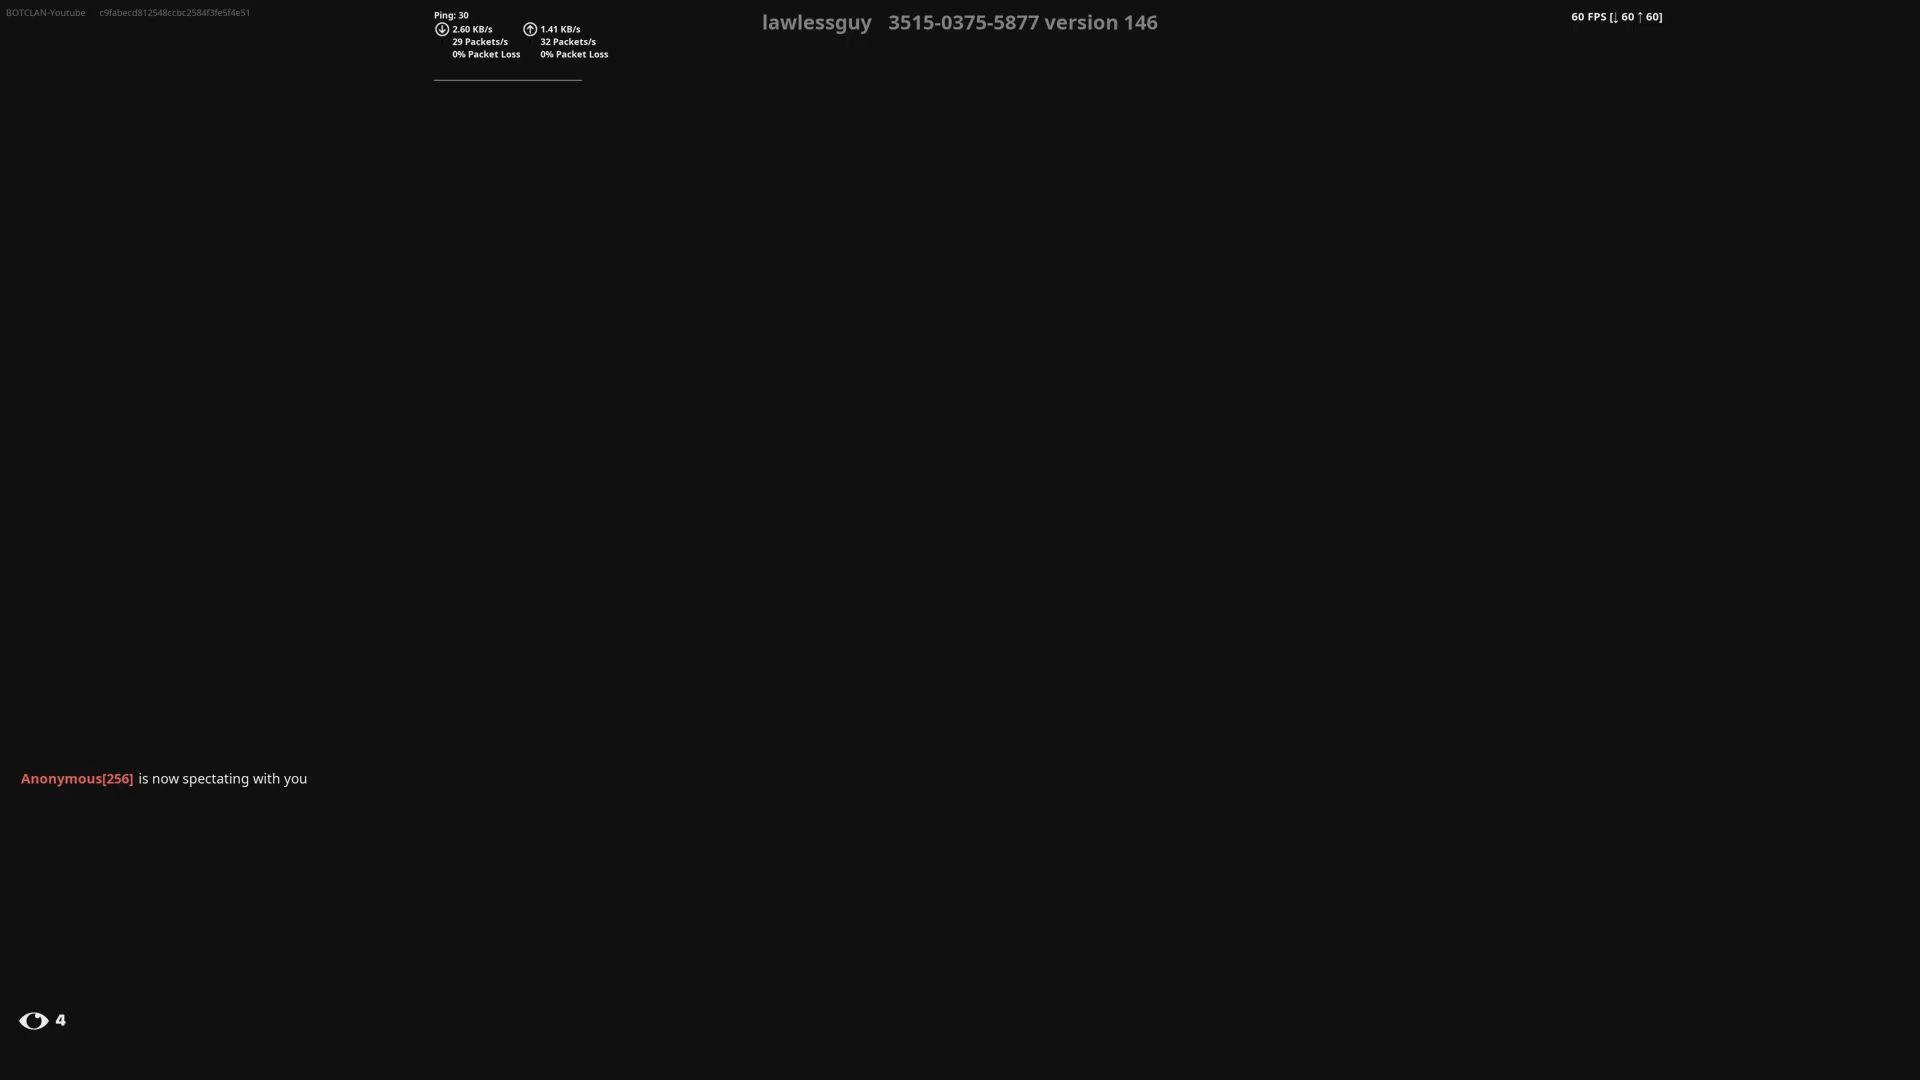 BOTCLAN-Youtube c9fabecd812548ccbc2584f3fe5f4e51
Ping: 30
2.60 KB/s 1.41 KB/s
29 Packets/s 32 Packets/s
0% Packet Loss 0% Packet Loss
lawlessguy 3515-0375-5877 version 146
60 FPS [↓ 60 ↑ 60]
Anonymous[256] is now spectating with you
4